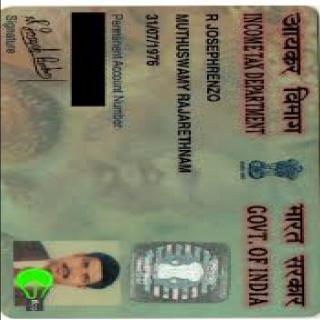 आयकर विभाग
INCOME TAX DEPARTMENT
भारत सरकार
GOVT. OF INDIA
R JOSEPHRENZO
MUTHUSWAMY RAJARETHNAM
31/07/1976
Permanent Account Number
Signature